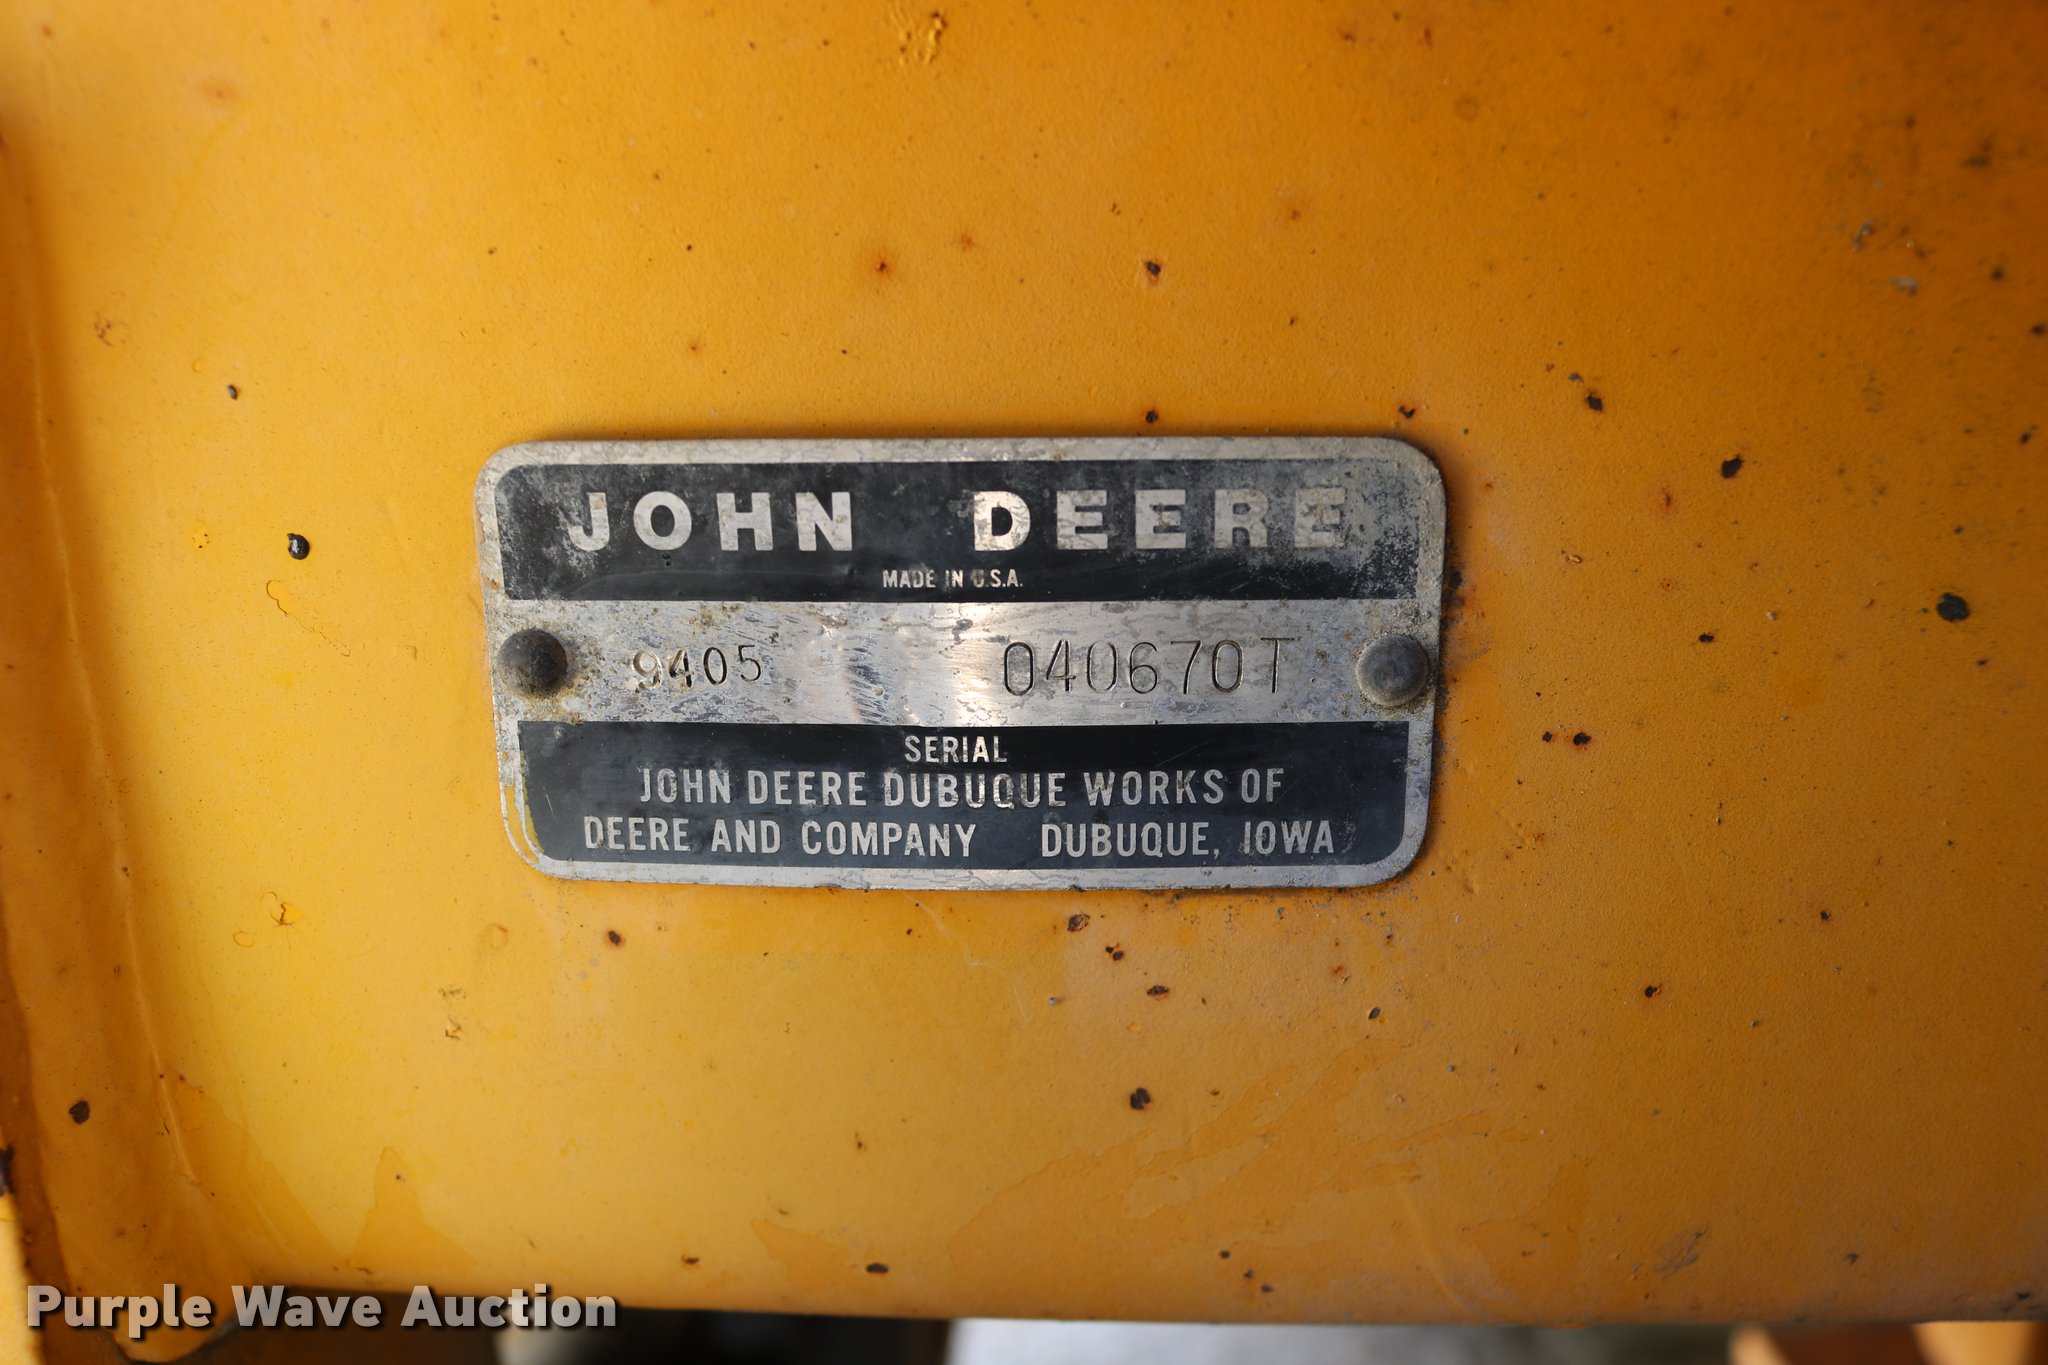 JOHN DEERE
MADE IN U.S.A.
9405 040670T
SERIAL
JOHN DEERE DUBUQUE WORKS OF
DEERE AND COMPANY DUBUQUE, IOWA
Purple Wave Auction